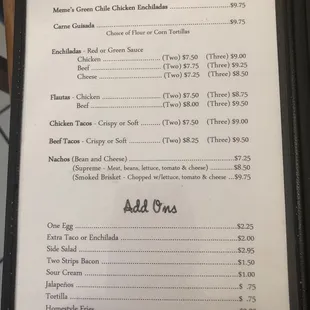 Meme's Green Chile Chicken Enchiladas ........ $9.75
Carne Guisada ........ $9.75
Choice of Flour or Corn Tortillas
Enchiladas - Red or Green Sauce
Chicken ........ (Two) $7.50 (Three) $9.00
Beef ........ (Two) $7.75 (Three) $9.25
Cheese ........ (Two) $7.25 (Three) $8.50
Flautas - Chicken ........ (Two) $7.50 (Three) $8.75
Beef ........ (Two) $8.00 (Three) $9.50
Chicken Tacos - Crispy or Soft ........ (Two) $7.50 (Three) $9.00
Beef Tacos - Crispy or Soft ........ (Two) $8.25 (Three) $9.50
Nachos (Bean and Cheese) ........ $7.25
(Supreme - Meat, beans, lettuce, tomato & cheese) ........ $8.50
(Smoked Brisket - Chopped w/lettuce, tomato & cheese ........ $9.75
Add Ons
One Egg ........ $2.25
Extra Taco or Enchilada ........ $2.00
Side Salad ........ $2.95
Two Strips Bacon ........ $1.50
Sour Cream ........ $1.00
Jalapeños ........ $ .75
Tortilla ........ $ .75
Homestyle Fries